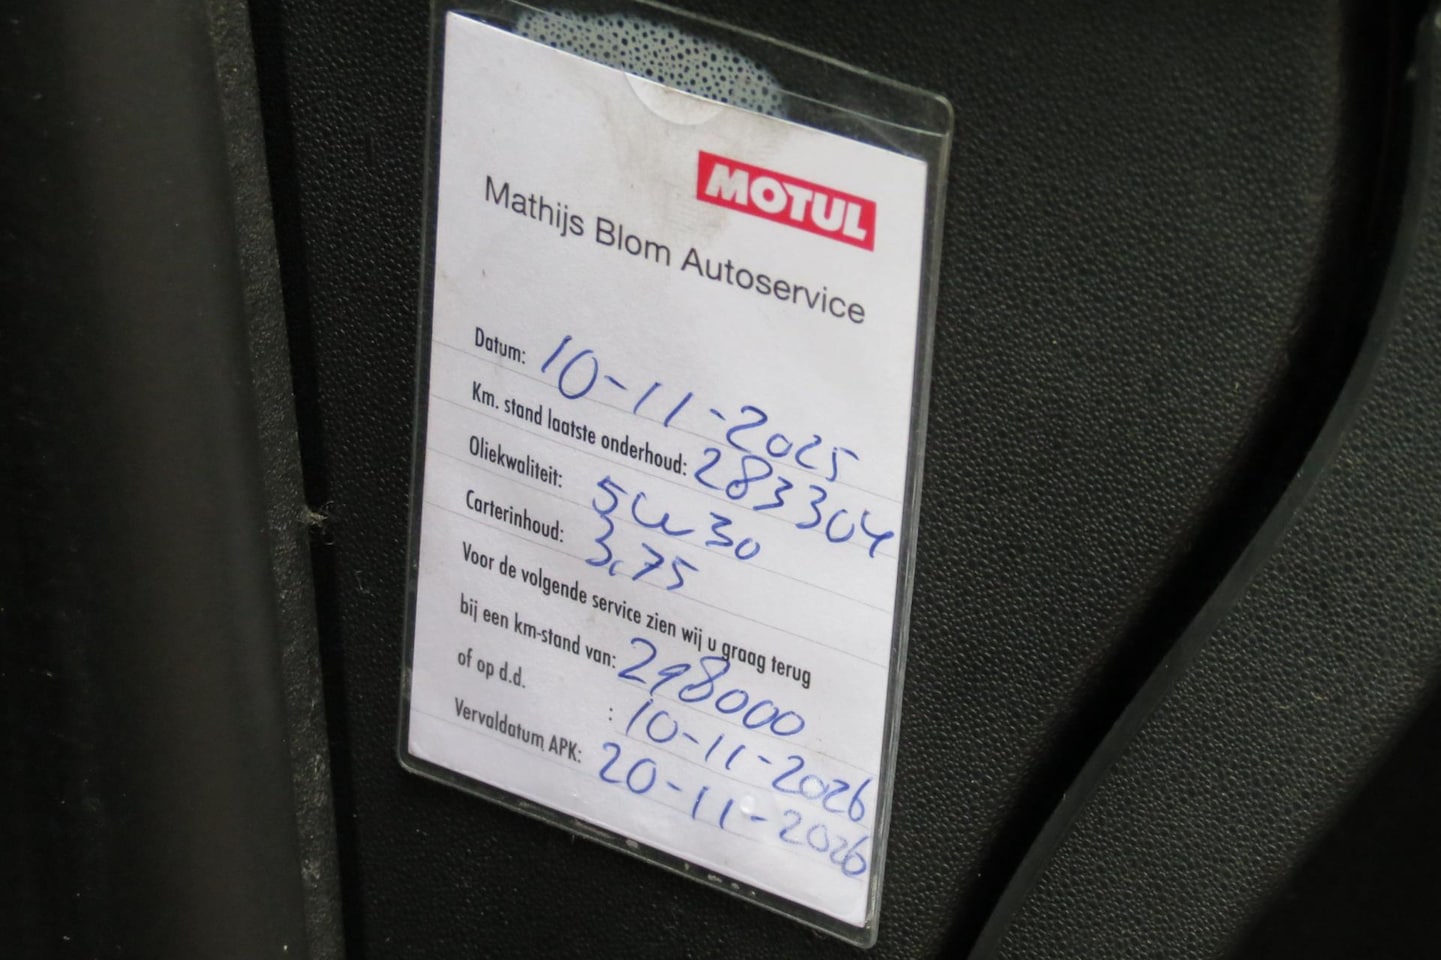 MOTUL
Mathijs Blom Autoservice
Datum: 10-11-2025
Km. stand laatste onderhoud: 283304
Oliekwaliteit: 5w30
Carterinhoud: 3,75
Voor de volgende service zien wij u graag terug
bij een km-stand van: 298000
of op d.d. : 10-11-2026
Vervaldatum APK: 20-11-2026